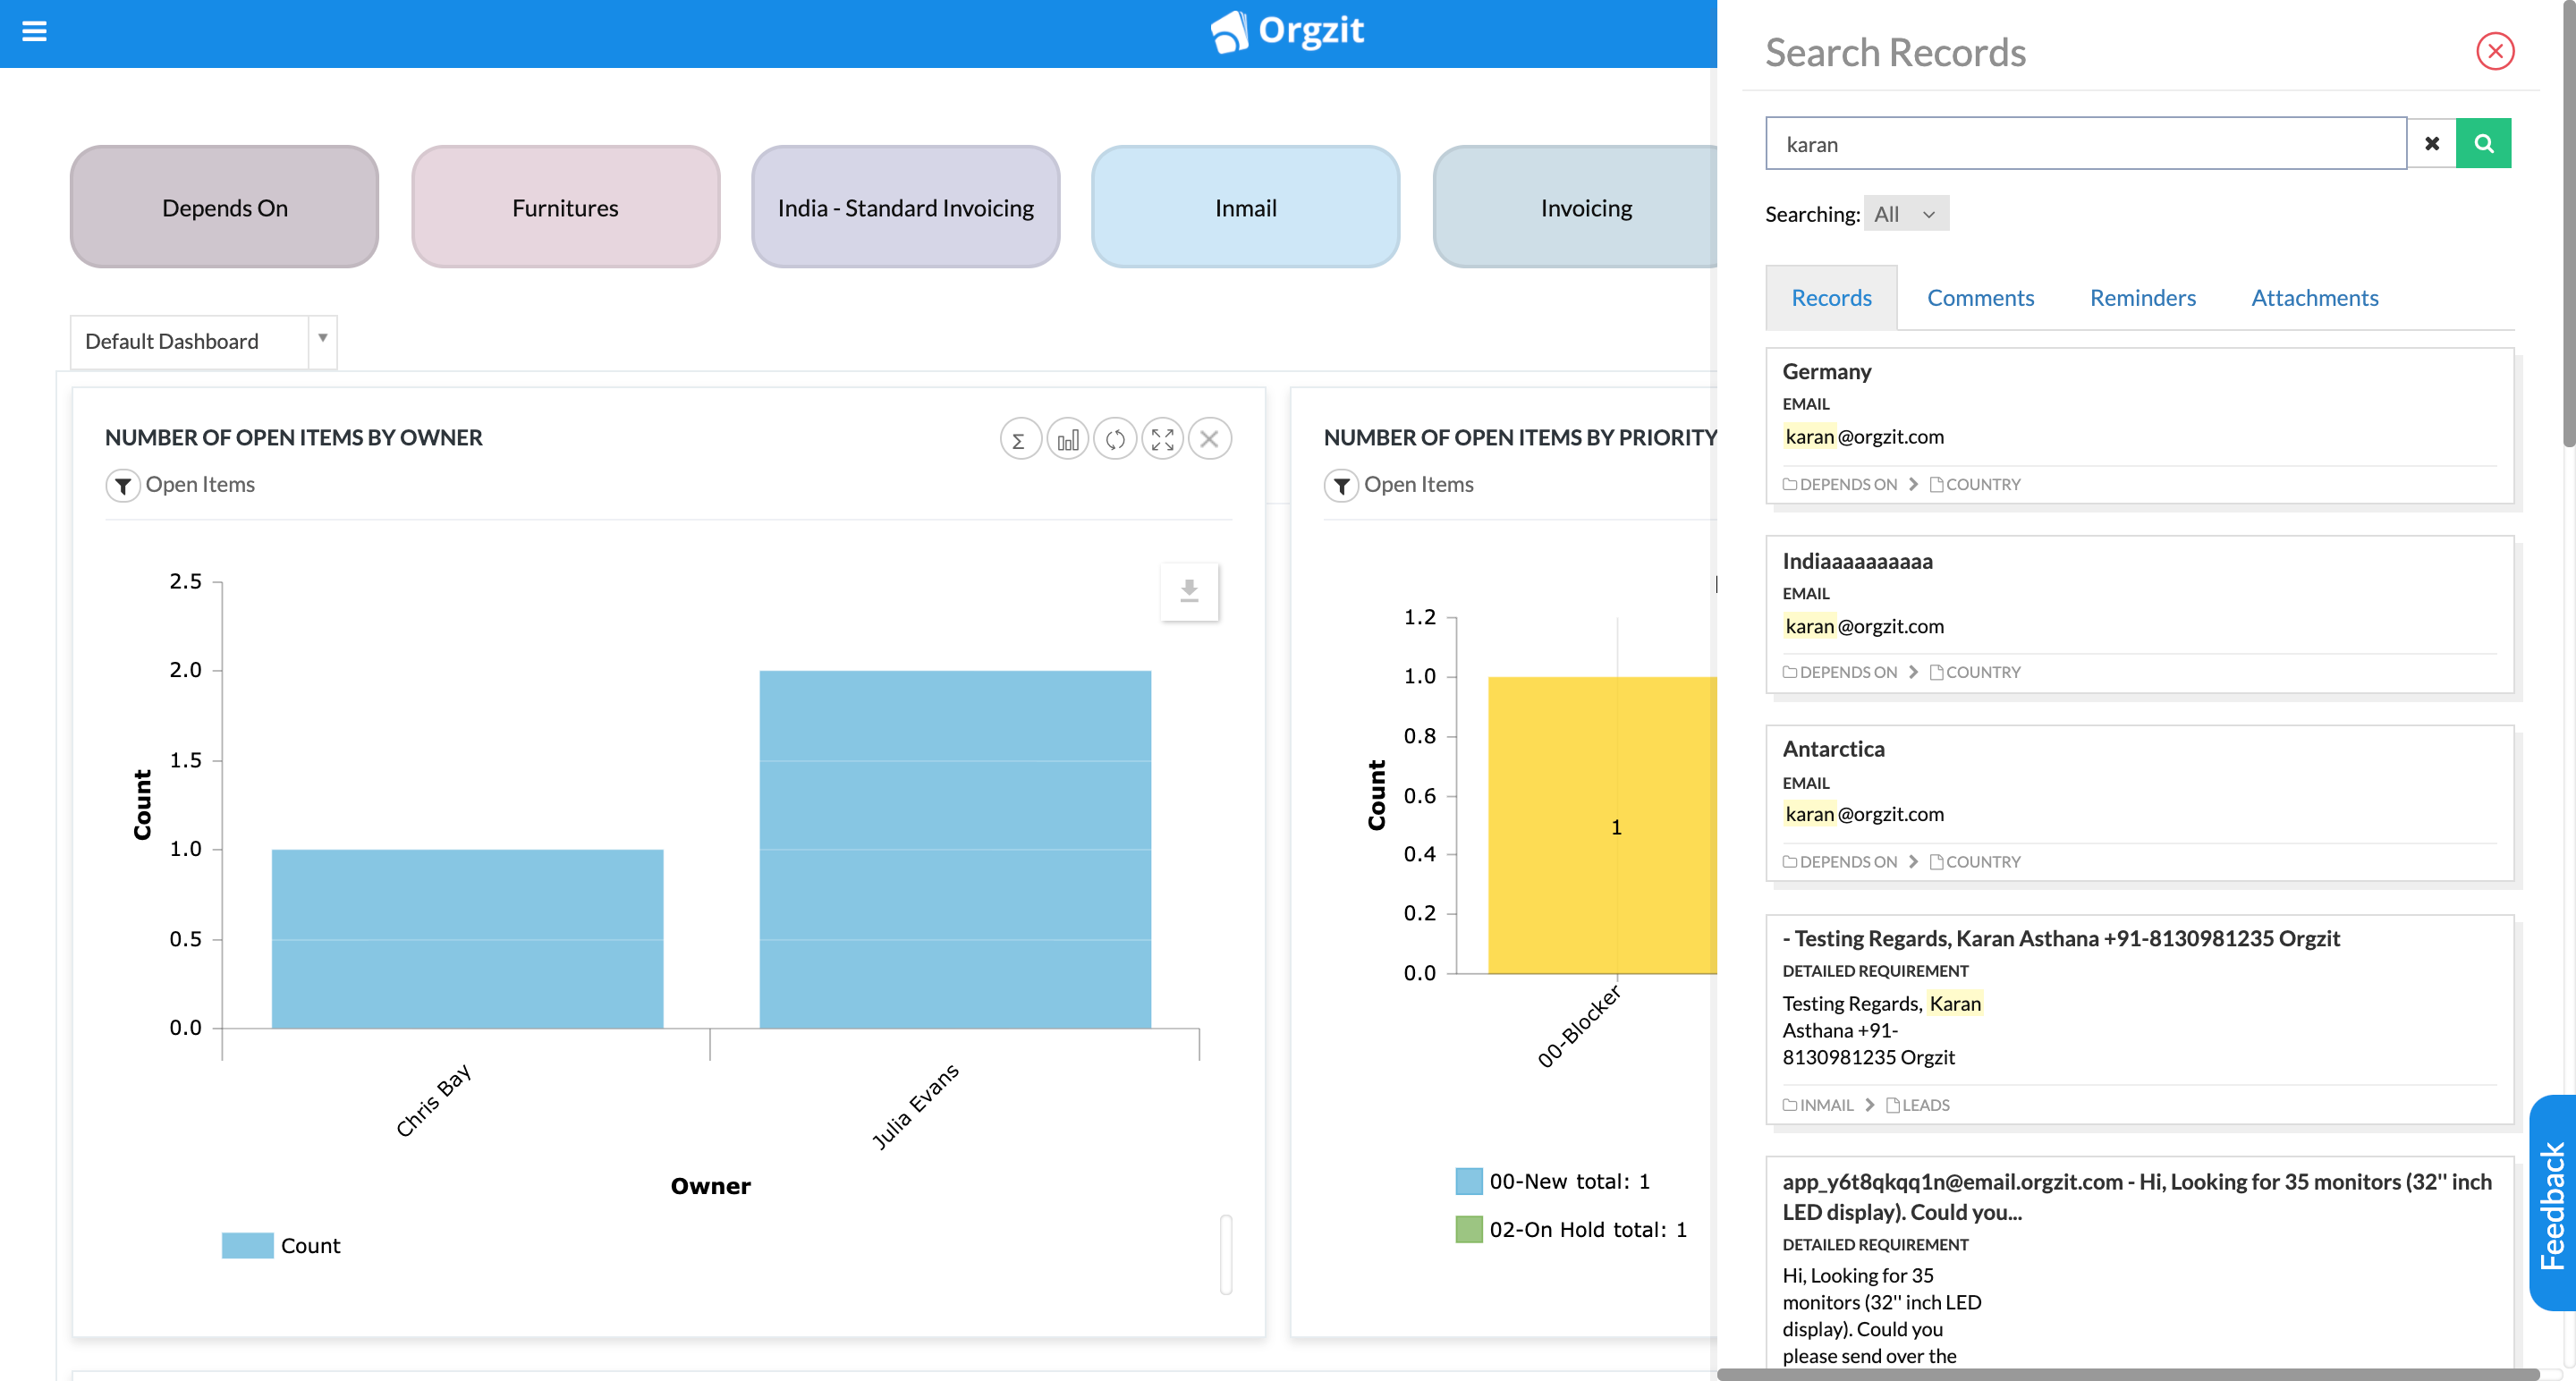 Orgzit
Depends On
Furnitures
India - Standard Invoicing
Inmail
Invoicing
Default Dashboard
NUMBER OF OPEN ITEMS BY OWNER
Open Items
2.5
2.0
1.5
1.0
0.5
0.0
Count
Chris Bay
Julia Evans
Owner
Count
NUMBER OF OPEN ITEMS BY PRIORITY
Open Items
1.2
1.0
0.8
0.6
0.4
0.2
0.0
Count
1
00-Blocker
00-New total: 1
02-On Hold total: 1
Search Records
karan
Searching: All
Records
Comments
Reminders
Attachments
Germany
EMAIL
karan@orgzit.com
DEPENDS ON COUNTRY
Indiaaaaaaaaaa
EMAIL
karan@orgzit.com
DEPENDS ON COUNTRY
Antarctica
EMAIL
karan@orgzit.com
DEPENDS ON COUNTRY
- Testing Regards, Karan Asthana +91-8130981235 Orgzit
DETAILED REQUIREMENT
Testing Regards, Karan
Asthana +91-
8130981235 Orgzit
INMAIL LEADS
app_y6t8qkqq1n@email.orgzit.com - Hi, Looking for 35 monitors (32'' inch
LED display). Could you...
DETAILED REQUIREMENT
Hi, Looking for 35
monitors (32'' inch LED
display). Could you
please send over the
Feedback